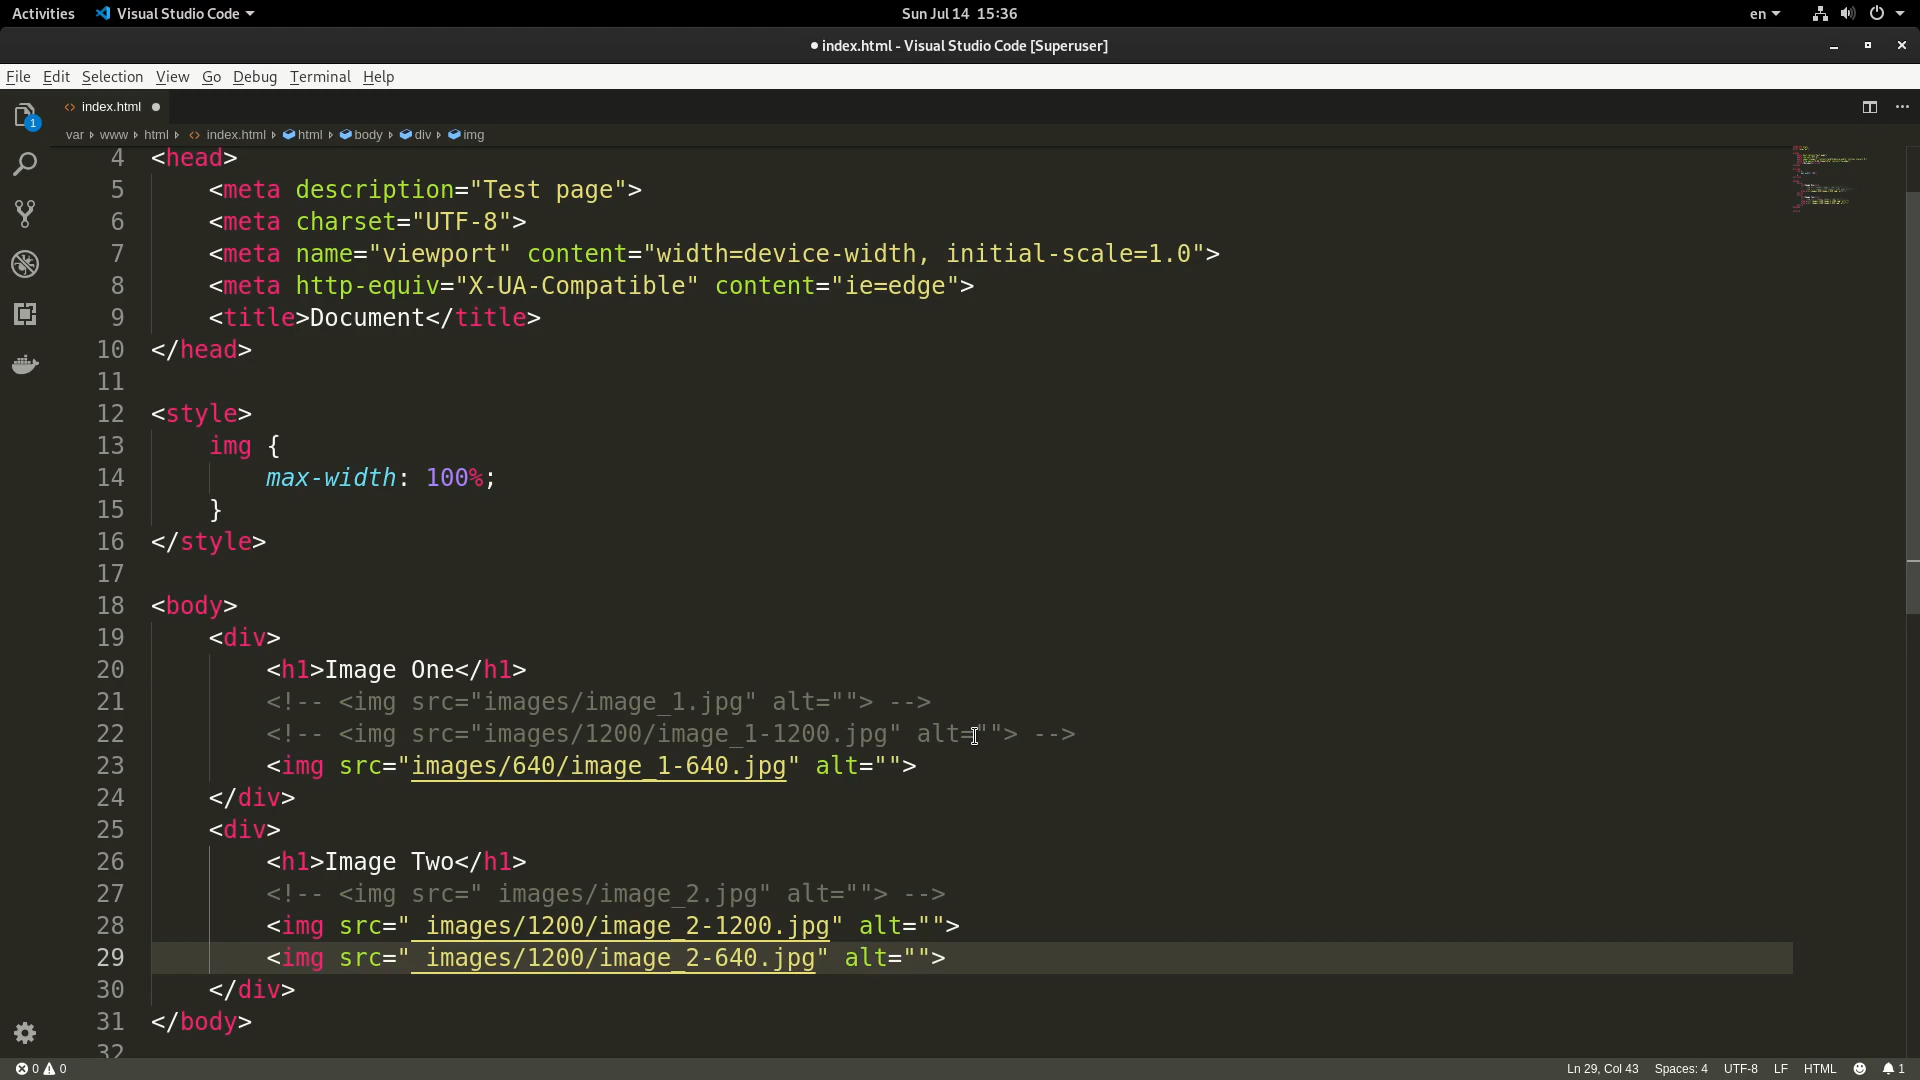 Activities Visual Studio Code Sun Jul 14 15:36 en
● index.html - Visual Studio Code [Superuser]
File Edit Selection View Go Debug Terminal Help
<> index.html ●
var www html <> index.html html body div img
1
4 <head>
5 <meta description="Test page">
6 <meta charset="UTF-8">
7 <meta name="viewport" content="width=device-width, initial-scale=1.0">
8 <meta http-equiv="X-UA-Compatible" content="ie=edge">
9 <title>Document</title>
10 </head>
11
12 <style>
13 img {
14 max-width: 100%;
15 }
16 </style>
17
18 <body>
19 <div>
20 <h1>Image One</h1>
21 <!-- <img src="images/image_1.jpg" alt=""> -->
22 <!-- <img src="images/1200/image_1-1200.jpg" alt=""> -->
23 <img src="images/640/image_1-640.jpg" alt="">
24 </div>
25 <div>
26 <h1>Image Two</h1>
27 <!-- <img src=" images/image_2.jpg" alt=""> -->
28 <img src=" images/1200/image_2-1200.jpg" alt="">
29 <img src=" images/1200/image_2-640.jpg" alt="">
30 </div>
31 </body>
32
0 0 Ln 29, Col 43 Spaces: 4 UTF-8 LF HTML 1